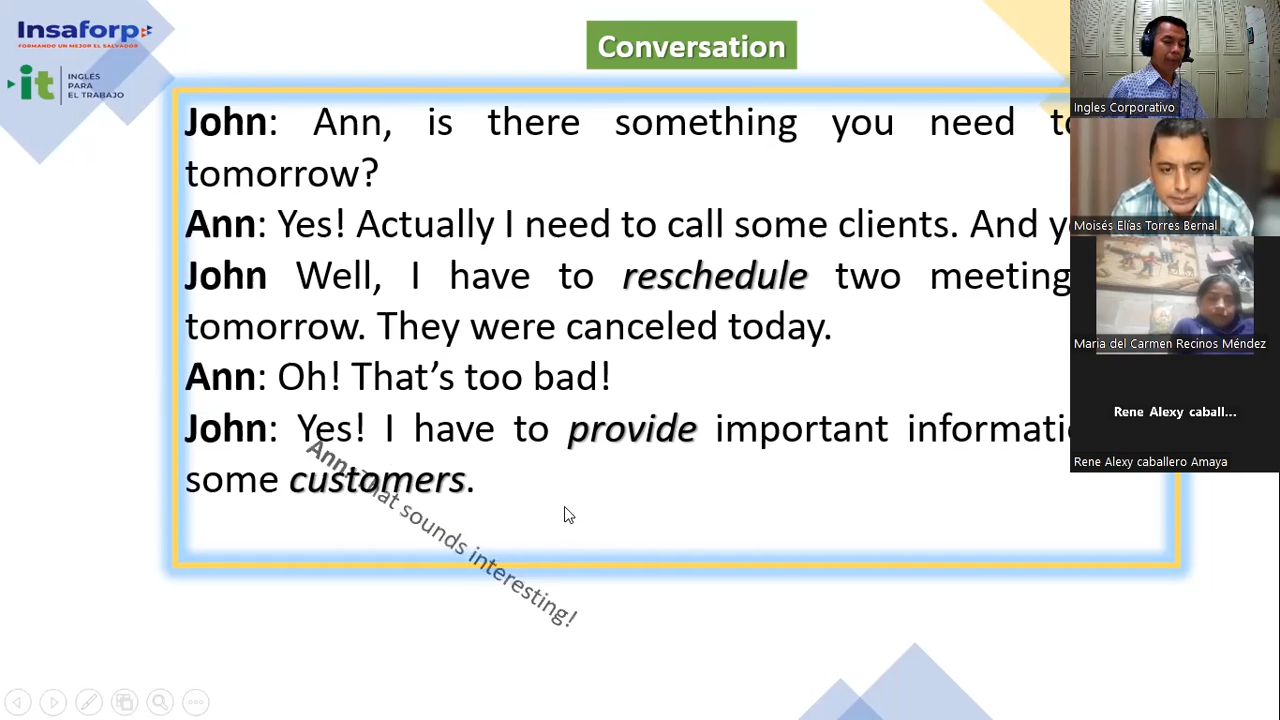 Insaforp
FORMANDO UN MEJOR EL SALVADOR
it
INGLES
PARA
EL TRABAJO
Conversation
John: Ann, is there something you need
tomorrow?
Ann: Yes! Actually I need to call some clients. And
John Well, I have to reschedule two meeting
tomorrow. They were canceled today.
Ann: Oh! That's too bad!
John: Yes! I have to provide important informati
some customers.
Ann: That sounds interesting!
Ingles Corporativo
Moisés Elías Torres Bernal
Maria del Carmen Recinos Méndez
Rene Alexy caball...
Rene Alexy caballero Amaya